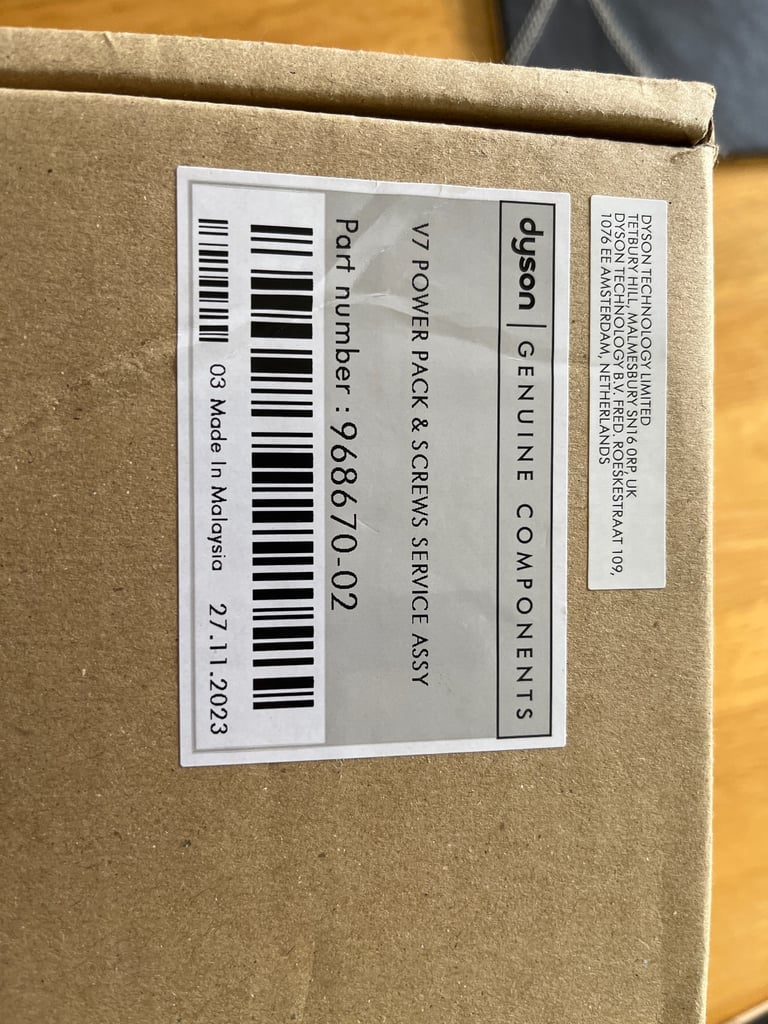 DYSON TECHNOLOGY LIMITED
TETBURY HILL, MALMESBURY SN16 0RP, UK
DYSON TECHNOLOGY B.V. FRED. ROESKESTRAAT 109,
1076 EE AMSTERDAM, NETHERLANDS
dyson | GENUINE COMPONENTS
V7 POWER PACK & SCREWS SERVICE ASSY
Part number : 968670-02
03 Made In Malaysia 27.11.2023